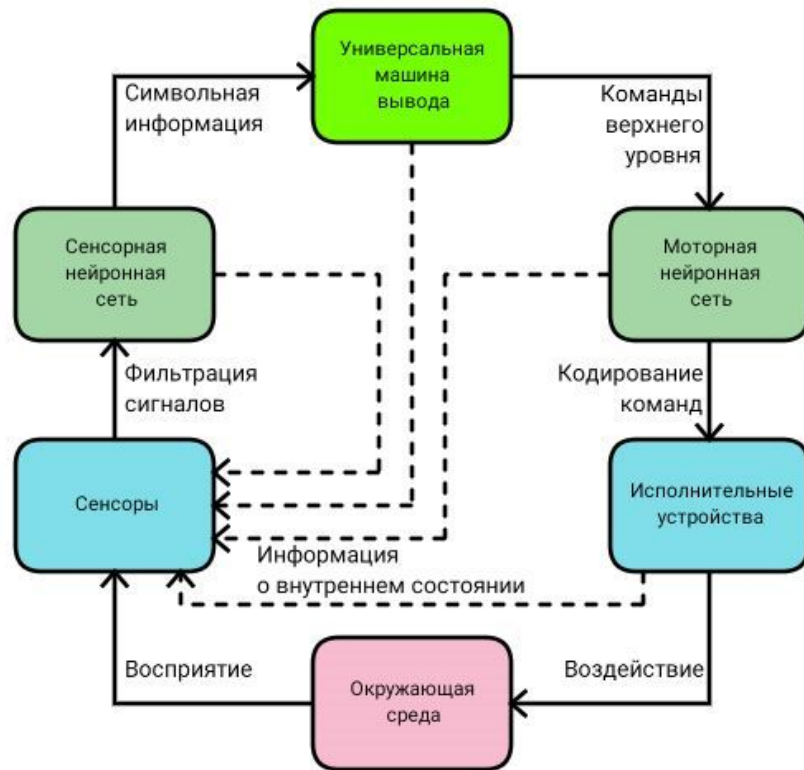 Универсальная
машина
вывода
Символьная
информация
Команды
верхнего
уровня
Сенсорная
нейронная
сеть
Моторная
нейронная
сеть
Фильтрация
сигналов
Кодирование
команд
Сенсоры
Исполнительные
устройства
Информация
о внутреннем состоянии
Восприятие
Воздействие
Окружающая
среда